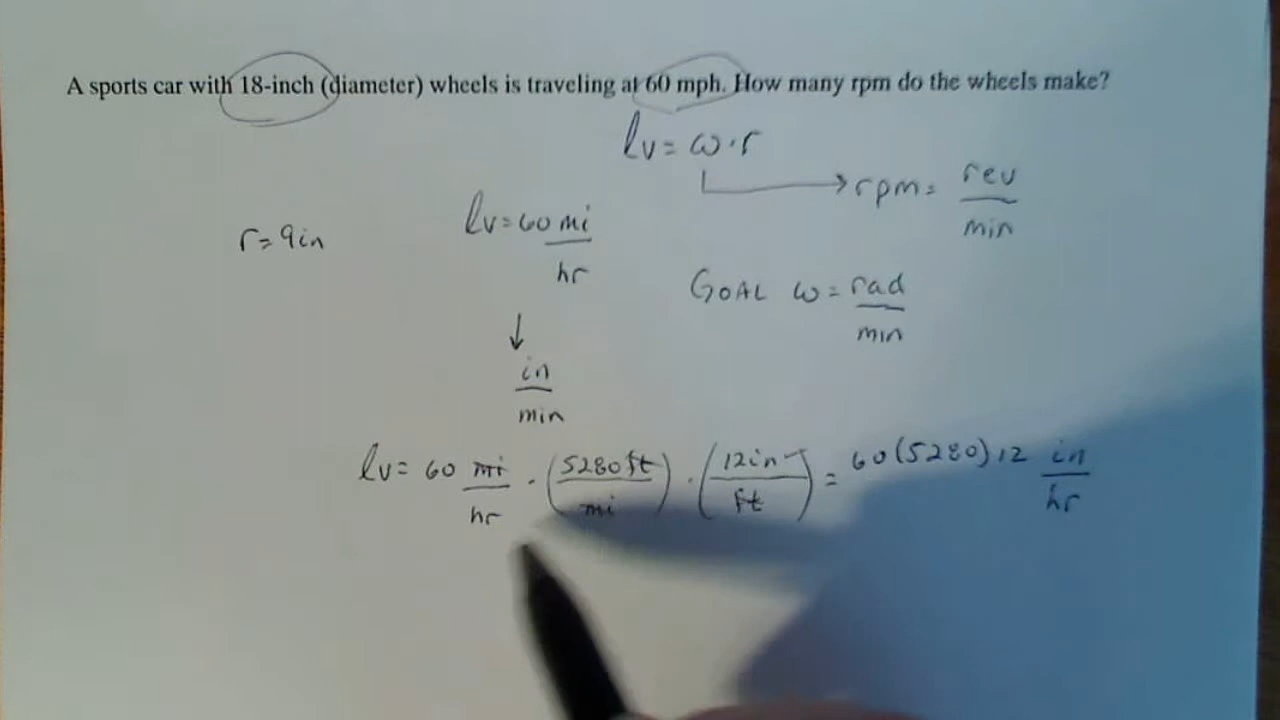 A sports car with 18-inch (diameter) wheels is traveling at 60 mph. How many rpm do the wheels make?
lv = ω · r
→ rpm = rev/min
r = 9in
lv = 60 mi/hr
GOAL ω = rad/min
↓
in/min
lv = 60 mi/hr · (5280 ft/mi) · (12in/ft) = 60(5280)12 in/hr